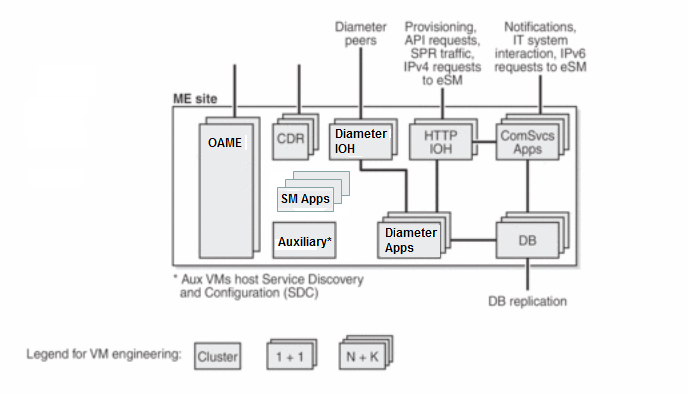 Diameter
peers
Provisioning,
API requests,
SPR traffic,
IPv4 requests
to eSM
Notifications,
IT system
interaction, IPv6
requests to eSM
ME site
OAME
CDR
Diameter
IOH
HTTP
IOH
ComSvcs
Apps
SM Apps
Auxiliary*
Diameter
Apps
DB
* Aux VMs host Service Discovery
and Configuration (SDC)
DB replication
Legend for VM engineering:
Cluster
1 + 1
N + K